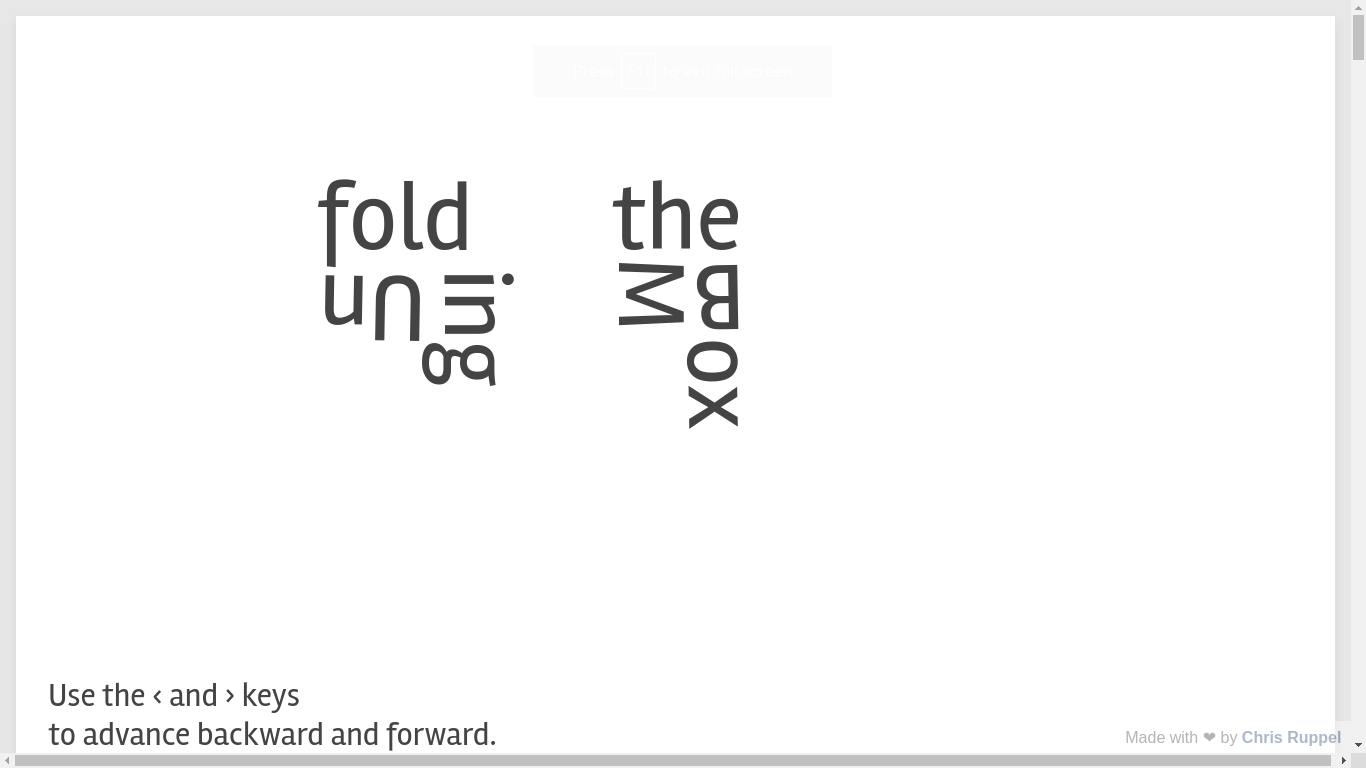 Press F11 to exit full screen
fold the
Un ing M Box
Use the ‹ and › keys
to advance backward and forward.
Made with ❤ by Chris Ruppel